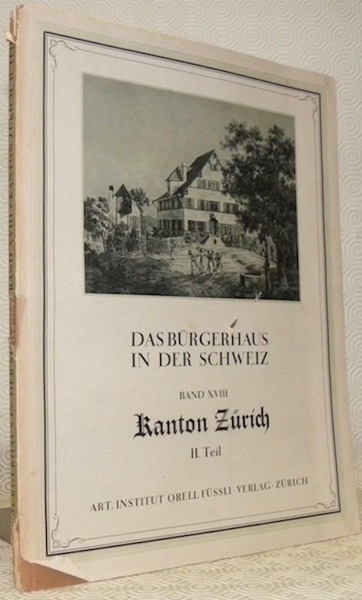 DAS BÜRGERHAUS
IN DER SCHWEIZ
BAND XVIII
Kanton Zürich
II. Teil
ART. INSTITUT ORELL FÜSSLI · VERLAG · ZÜRICH